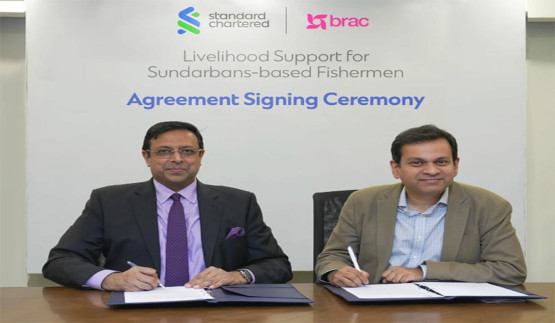 standard chartered
brac
Livelihood Support for
Sundarbans-based Fishermen
Agreement Signing Ceremony